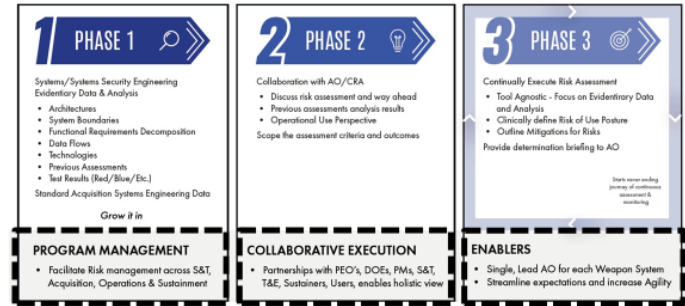 1 PHASE 1
Systems/Systems Security Engineering
Evidentiary Data & Analysis
• Architectures
• System Boundaries
• Functional Requirements Decomposition
• Data Flows
• Technologies
• Previous Assessments
• Test Results (Red/Blue/Etc.)
Standard Acquisition Systems Engineering Data
Grow it in
PROGRAM MANAGEMENT
• Facilitate Risk management across S&T,
Acquisition, Operations & Sustainment
2 PHASE 2
Collaboration with AO/CRA
• Discuss risk assessment and way ahead
• Previous assessments analysis results
• Operational Use Perspective
Scope the assessment criteria and outcomes
COLLABORATIVE EXECUTION
• Partnerships with PEO's, DOEs, PMs, S&T,
T&E, Sustainers, Users, enables holistic view
3 PHASE 3
Continually Execute Risk Assessment
• Tool Agnostic - Focus on Evidentirary Data
and Analysis
• Clinically define Risk of Use Posture
• Outline Mitigations for Risks
Provide determination briefing to AO
Starts never ending
journey of continuous
assessment &
monitoring
ENABLERS
• Single, Lead AO for each Weapon System
• Streamline expectations and increase Agility